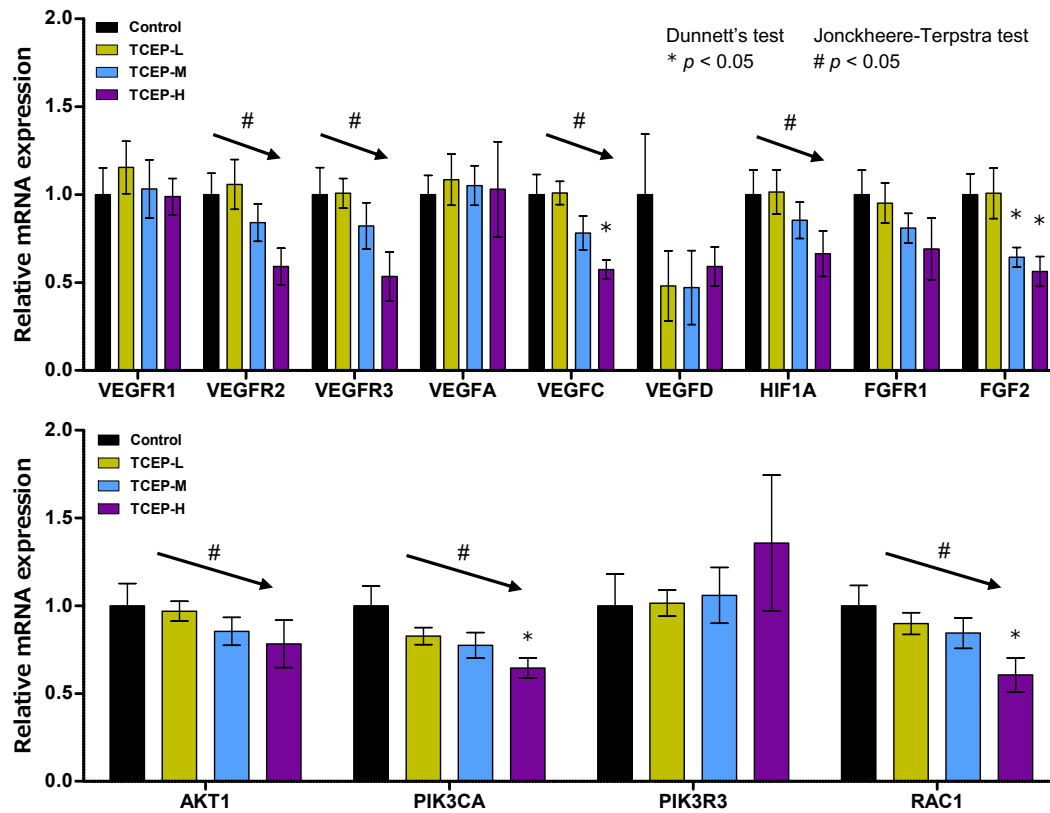 Relative mRNA expression
2.0
1.5
1.0
0.5
0.0
Control
TCEP-L
TCEP-M
TCEP-H
Dunnett's test Jonckheere-Terpstra test
* p < 0.05 # p < 0.05
# # # #
* * *
VEGFR1 VEGFR2 VEGFR3 VEGFA VEGFC VEGFD HIF1A FGFR1 FGF2
Relative mRNA expression
2.0
1.5
1.0
0.5
0.0
Control
TCEP-L
TCEP-M
TCEP-H
# # #
* *
AKT1 PIK3CA PIK3R3 RAC1